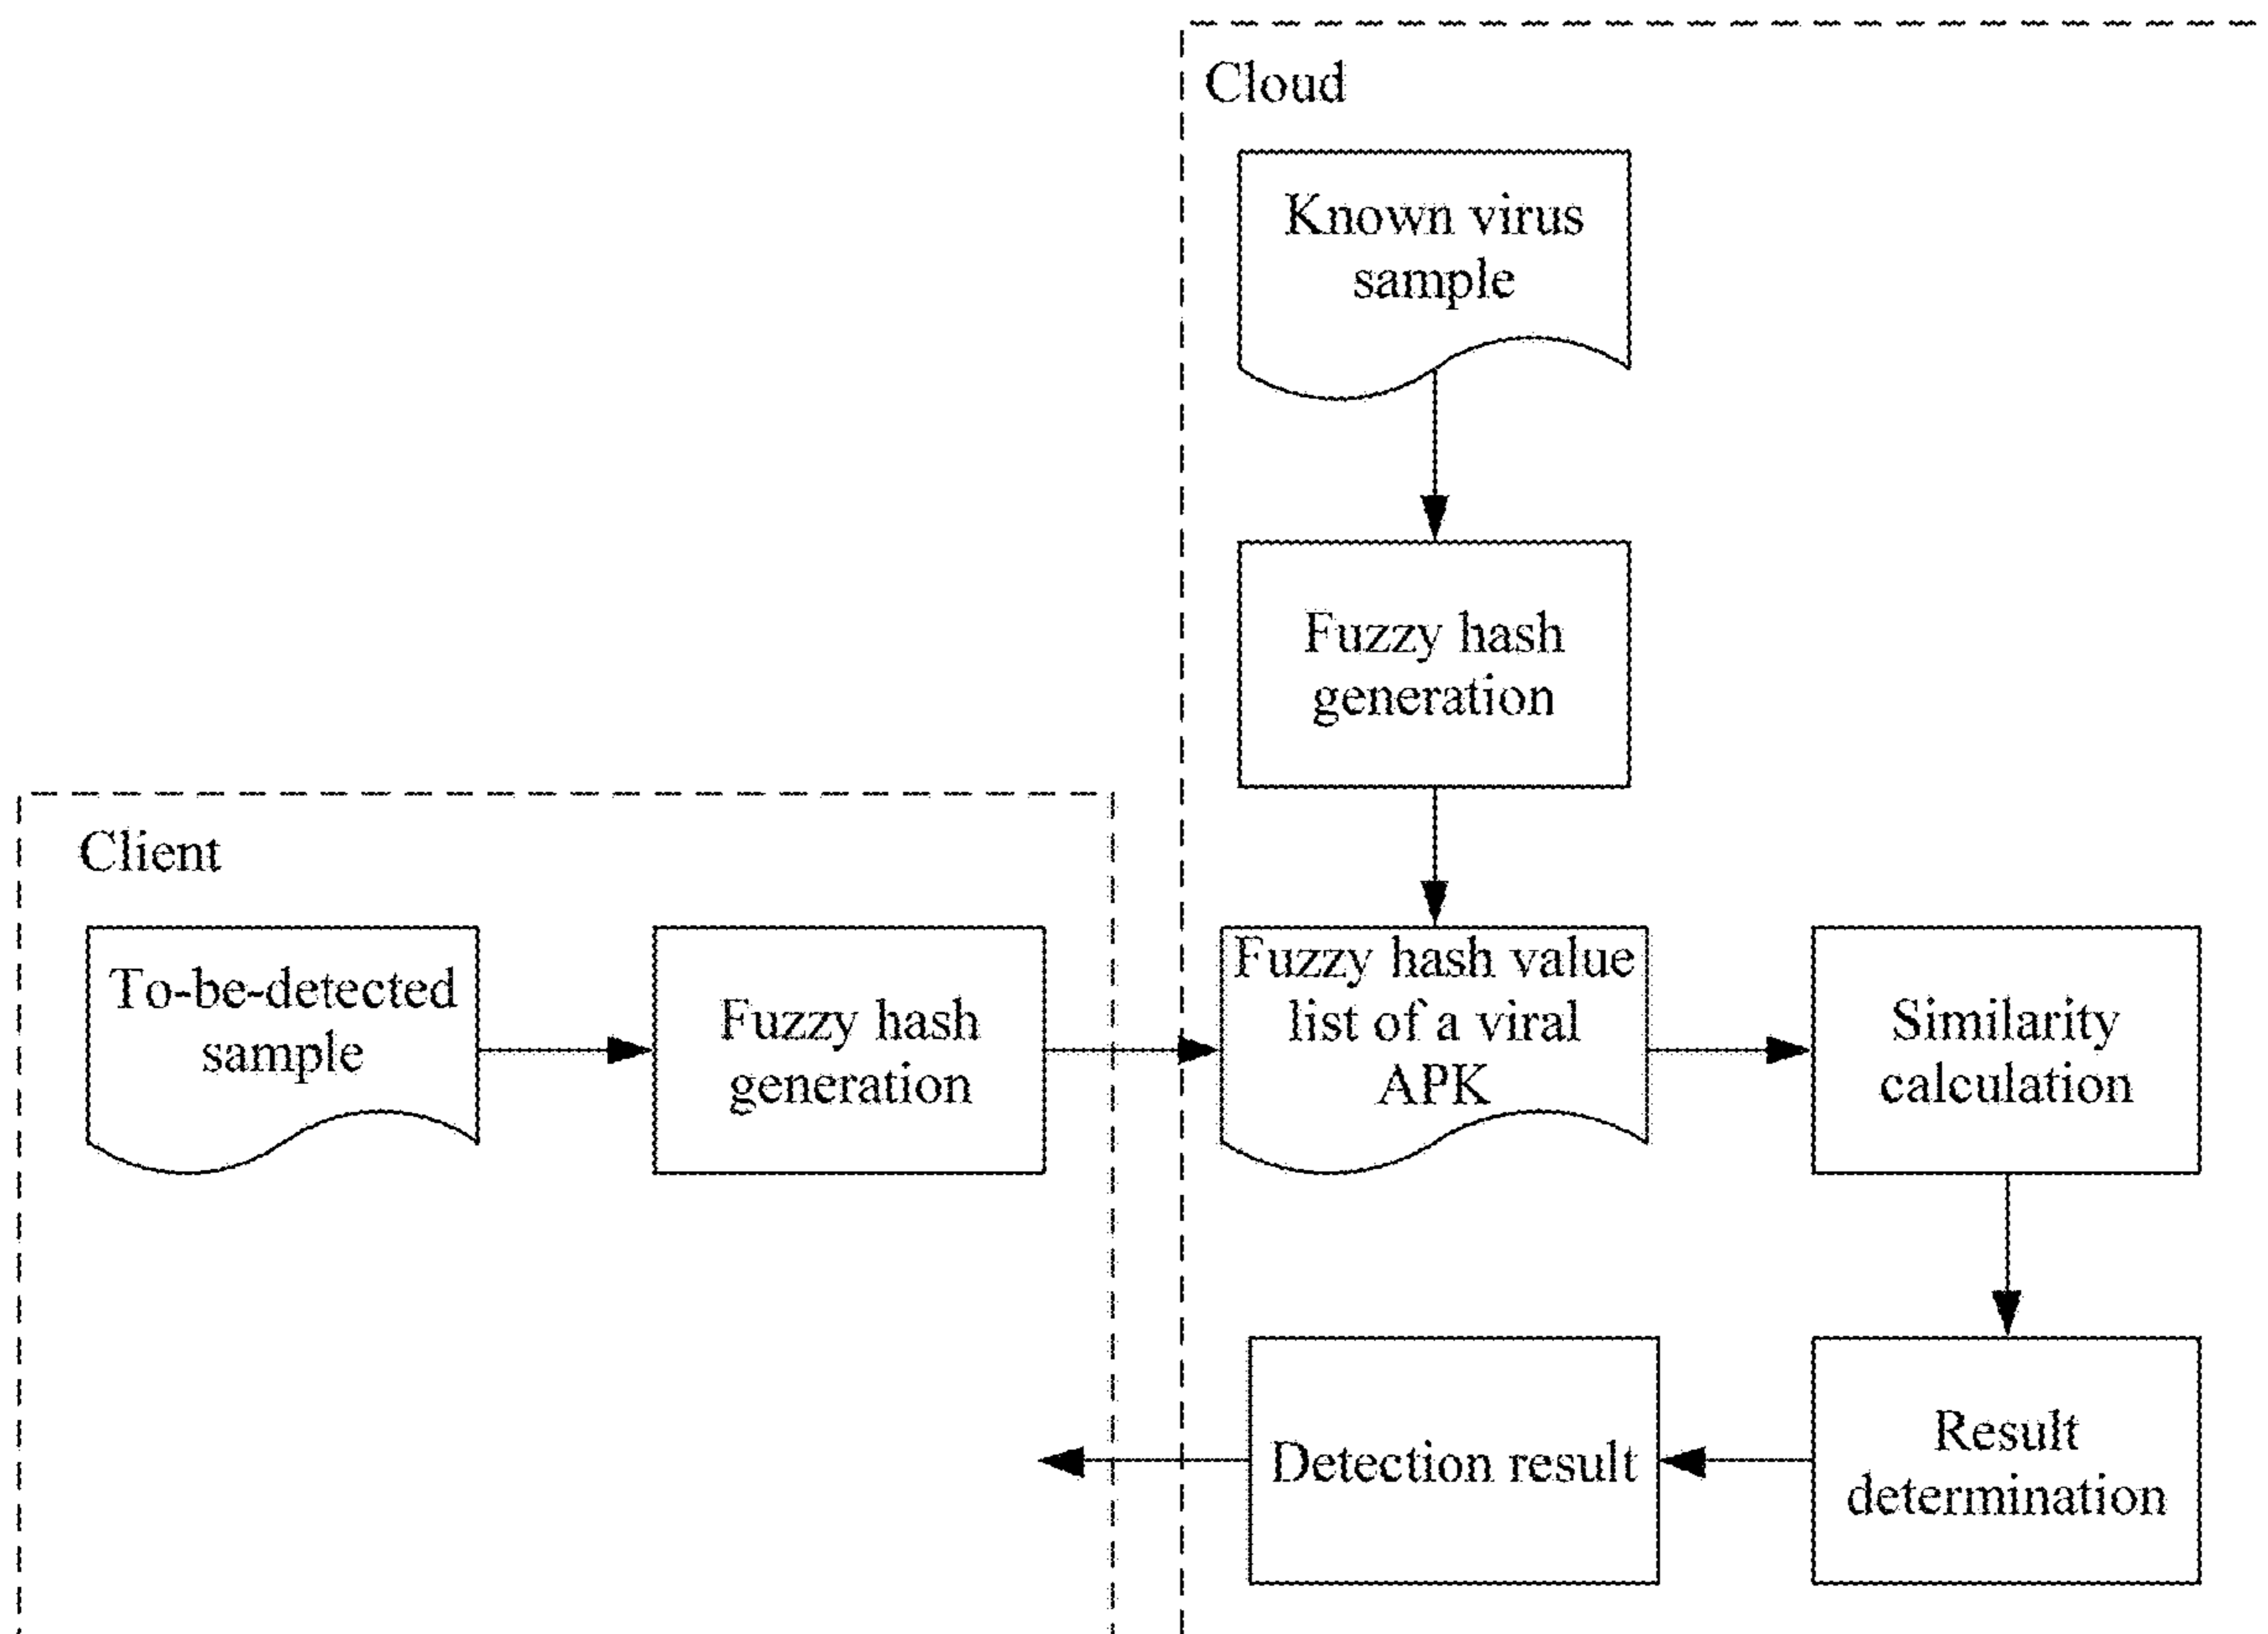 Cloud
Known virus
sample
Fuzzy hash
generation
Client
To-be-detected
sample
Fuzzy hash
generation
Fuzzy hash value
list of a viral
APK
Similarity
calculation
Detection result
Result
determination